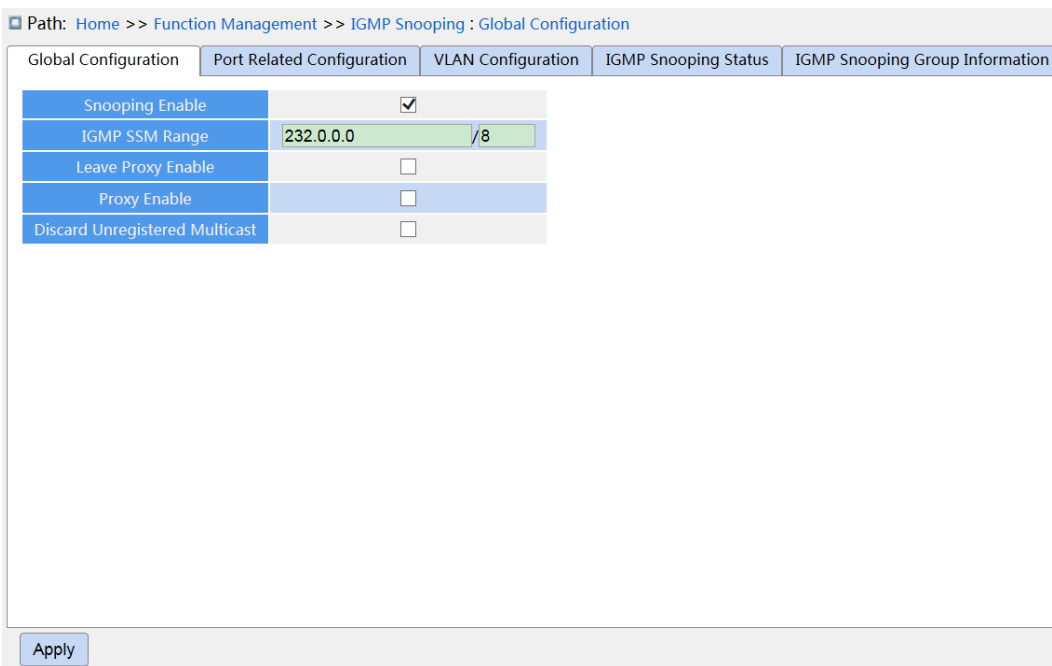 Path: Home >> Function Management >> IGMP Snooping : Global Configuration
Global Configuration Port Related Configuration VLAN Configuration IGMP Snooping Status IGMP Snooping Group Information
Snooping Enable
IGMP SSM Range 232.0.0.0 / 8
Leave Proxy Enable
Proxy Enable
Discard Unregistered Multicast
Apply